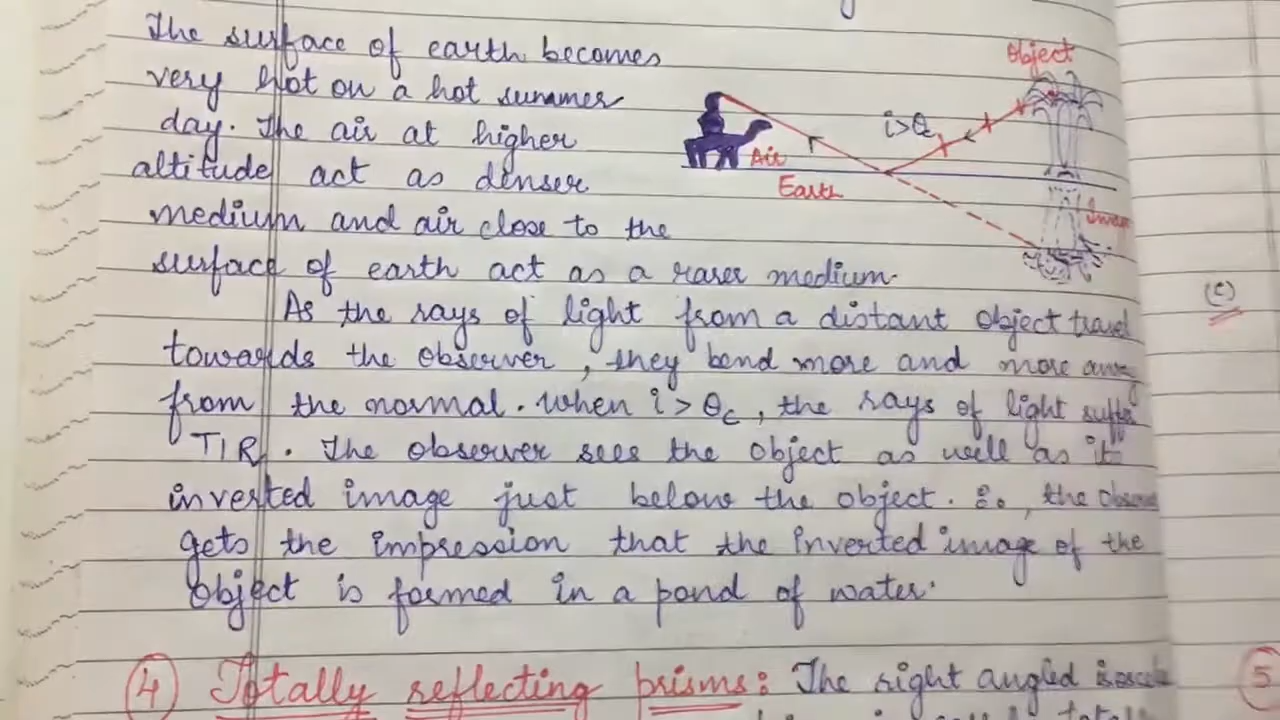 The surface of earth becomes
very hot on a hot summer
day. The air at higher
altitude act as denser
medium and air close to the
surface of earth act as a rarer medium.
Object
i>θc
Air
Earth
As the rays of light from a distant object travel
towards the observer, they bend more and more away
from the normal. When i > θc, the rays of light
TIR. The observer sees the object as well as it
inverted image just below the object. So, the
gets the impression that the inverted image of the
object is formed in a pond of water.
(c)
④ Totally reflecting prisms: The right angled
5